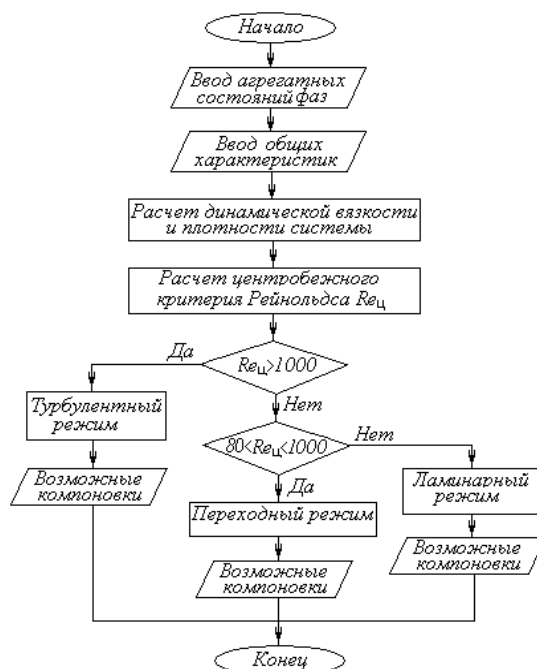 Начало
Ввод агрегатных
состояний фаз
Ввод общих
характеристик
Расчет динамической вязкости
и плотности системы
Расчет центробежного
критерия Рейнольдса Reц
Да
Reц>1000
Нет
Турбулентный
режим
80<Reц<1000
Нет
Да
Возможные
компоновки
Переходный режим
Ламинарный
режим
Возможные
компоновки
Возможные
компоновки
Конец